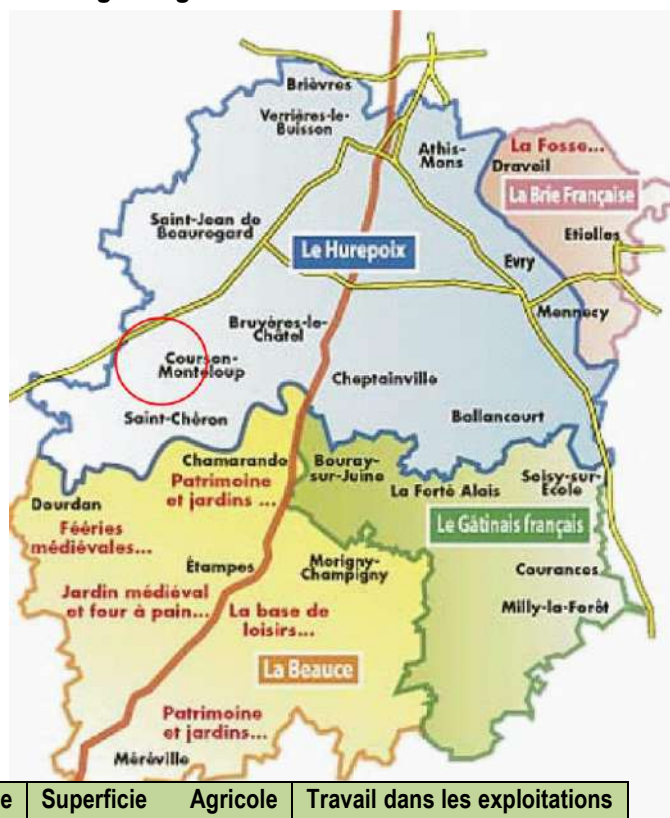 Brièvres
Verrières-le-
Buisson
Athis-
Mons
La Fosse...
Draveil
La Brie Française
Saint-Jean de
Beauregard
Etiolles
Le Hurepoix
Evry
Mennecy
Bruyères-le-
Châtel
Courson-
Monteloup
Cheptainville
Saint-Chéron
Ballancourt
Chamarande
Bouray-
sur-Juine
Patrimoine
et jardins ...
Soisy-sur-
Ecole
La Ferté Alais
Dourdan
Le Gâtinais français
Fééries
médiévales...
Étampes
Morigny-
Champigny
Courances
Jardin médiéval
et four à pain...
La base de
loisirs...
Milly-la-Forêt
La Beauce
Patrimoine
et jardins...
Méréville
Superficie Agricole
Travail dans les exploitations